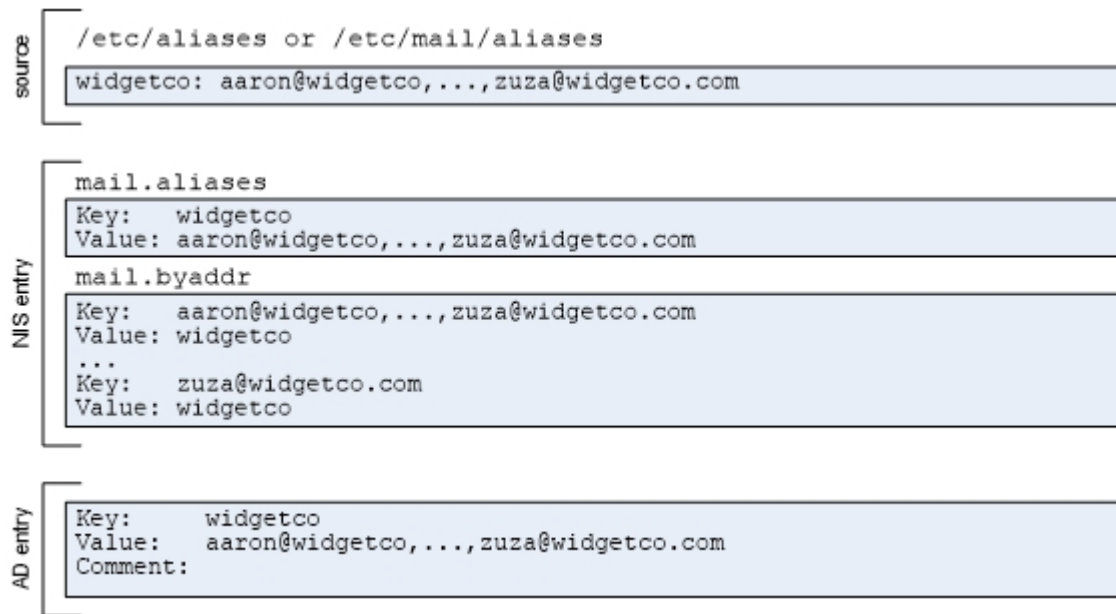 source
/etc/aliases or /etc/mail/aliases
widgetco: aaron@widgetco,...,zuza@widgetco.com
NIS entry
mail.aliases
Key: widgetco
Value: aaron@widgetco,...,zuza@widgetco.com
mail.byaddr
Key: aaron@widgetco,...,zuza@widgetco.com
Value: widgetco
...
Key: zuza@widgetco.com
Value: widgetco
AD entry
Key: widgetco
Value: aaron@widgetco,...,zuza@widgetco.com
Comment: